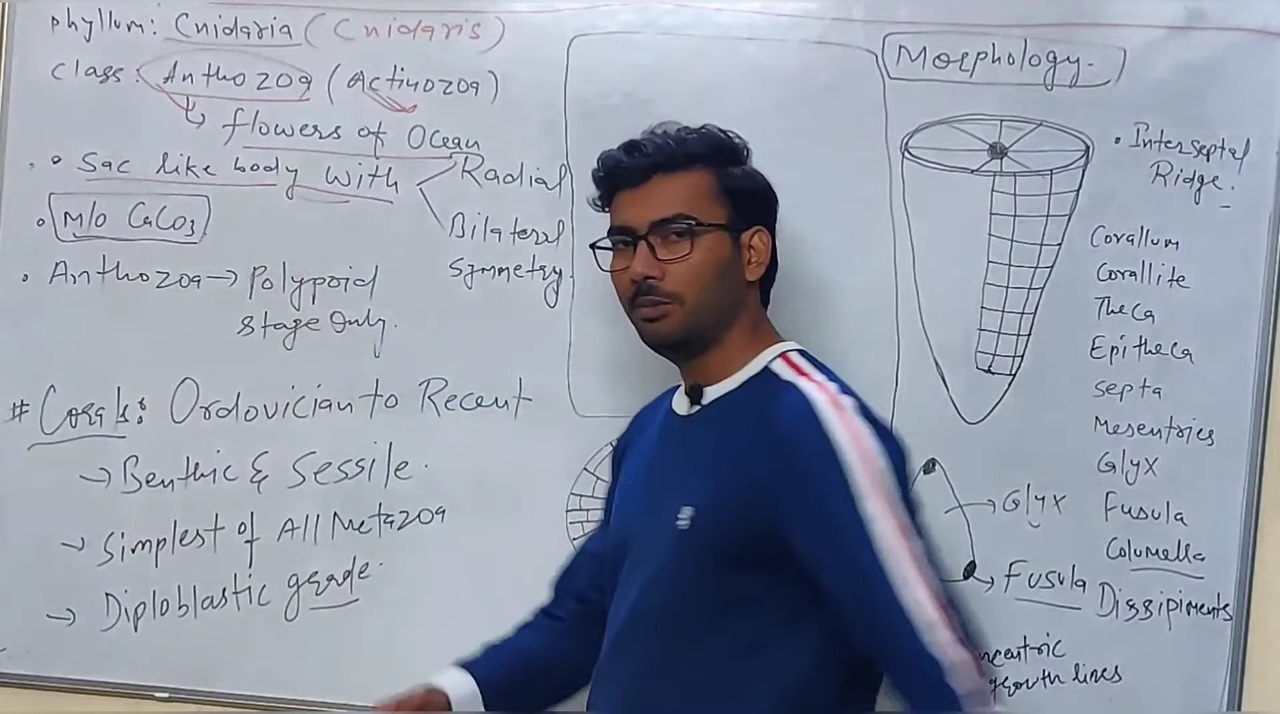 phyllum: Cnidaria (Cnidaris)
Class: Anthozoa (Actinozoa)
↳ flowers of Ocean
• Sac like body with < Radial
Bilateral
Symmetry
• M/o CaCO3
• Anthozoa → Polypoid
stage Only.
# Corals: Ordovician to Recent
→ Benthic & Sessile.
→ Simplest of All Metazoa
→ Diploblastic grade.
Morphology-
• Interseptal
Ridge.
Corallum
Corallite
Theca
Epitheca
septa
Mesentries
Glyx
Fusula
Columella
Dissipiments
→ Glyx
→ Fusula
ncentric
growth lines